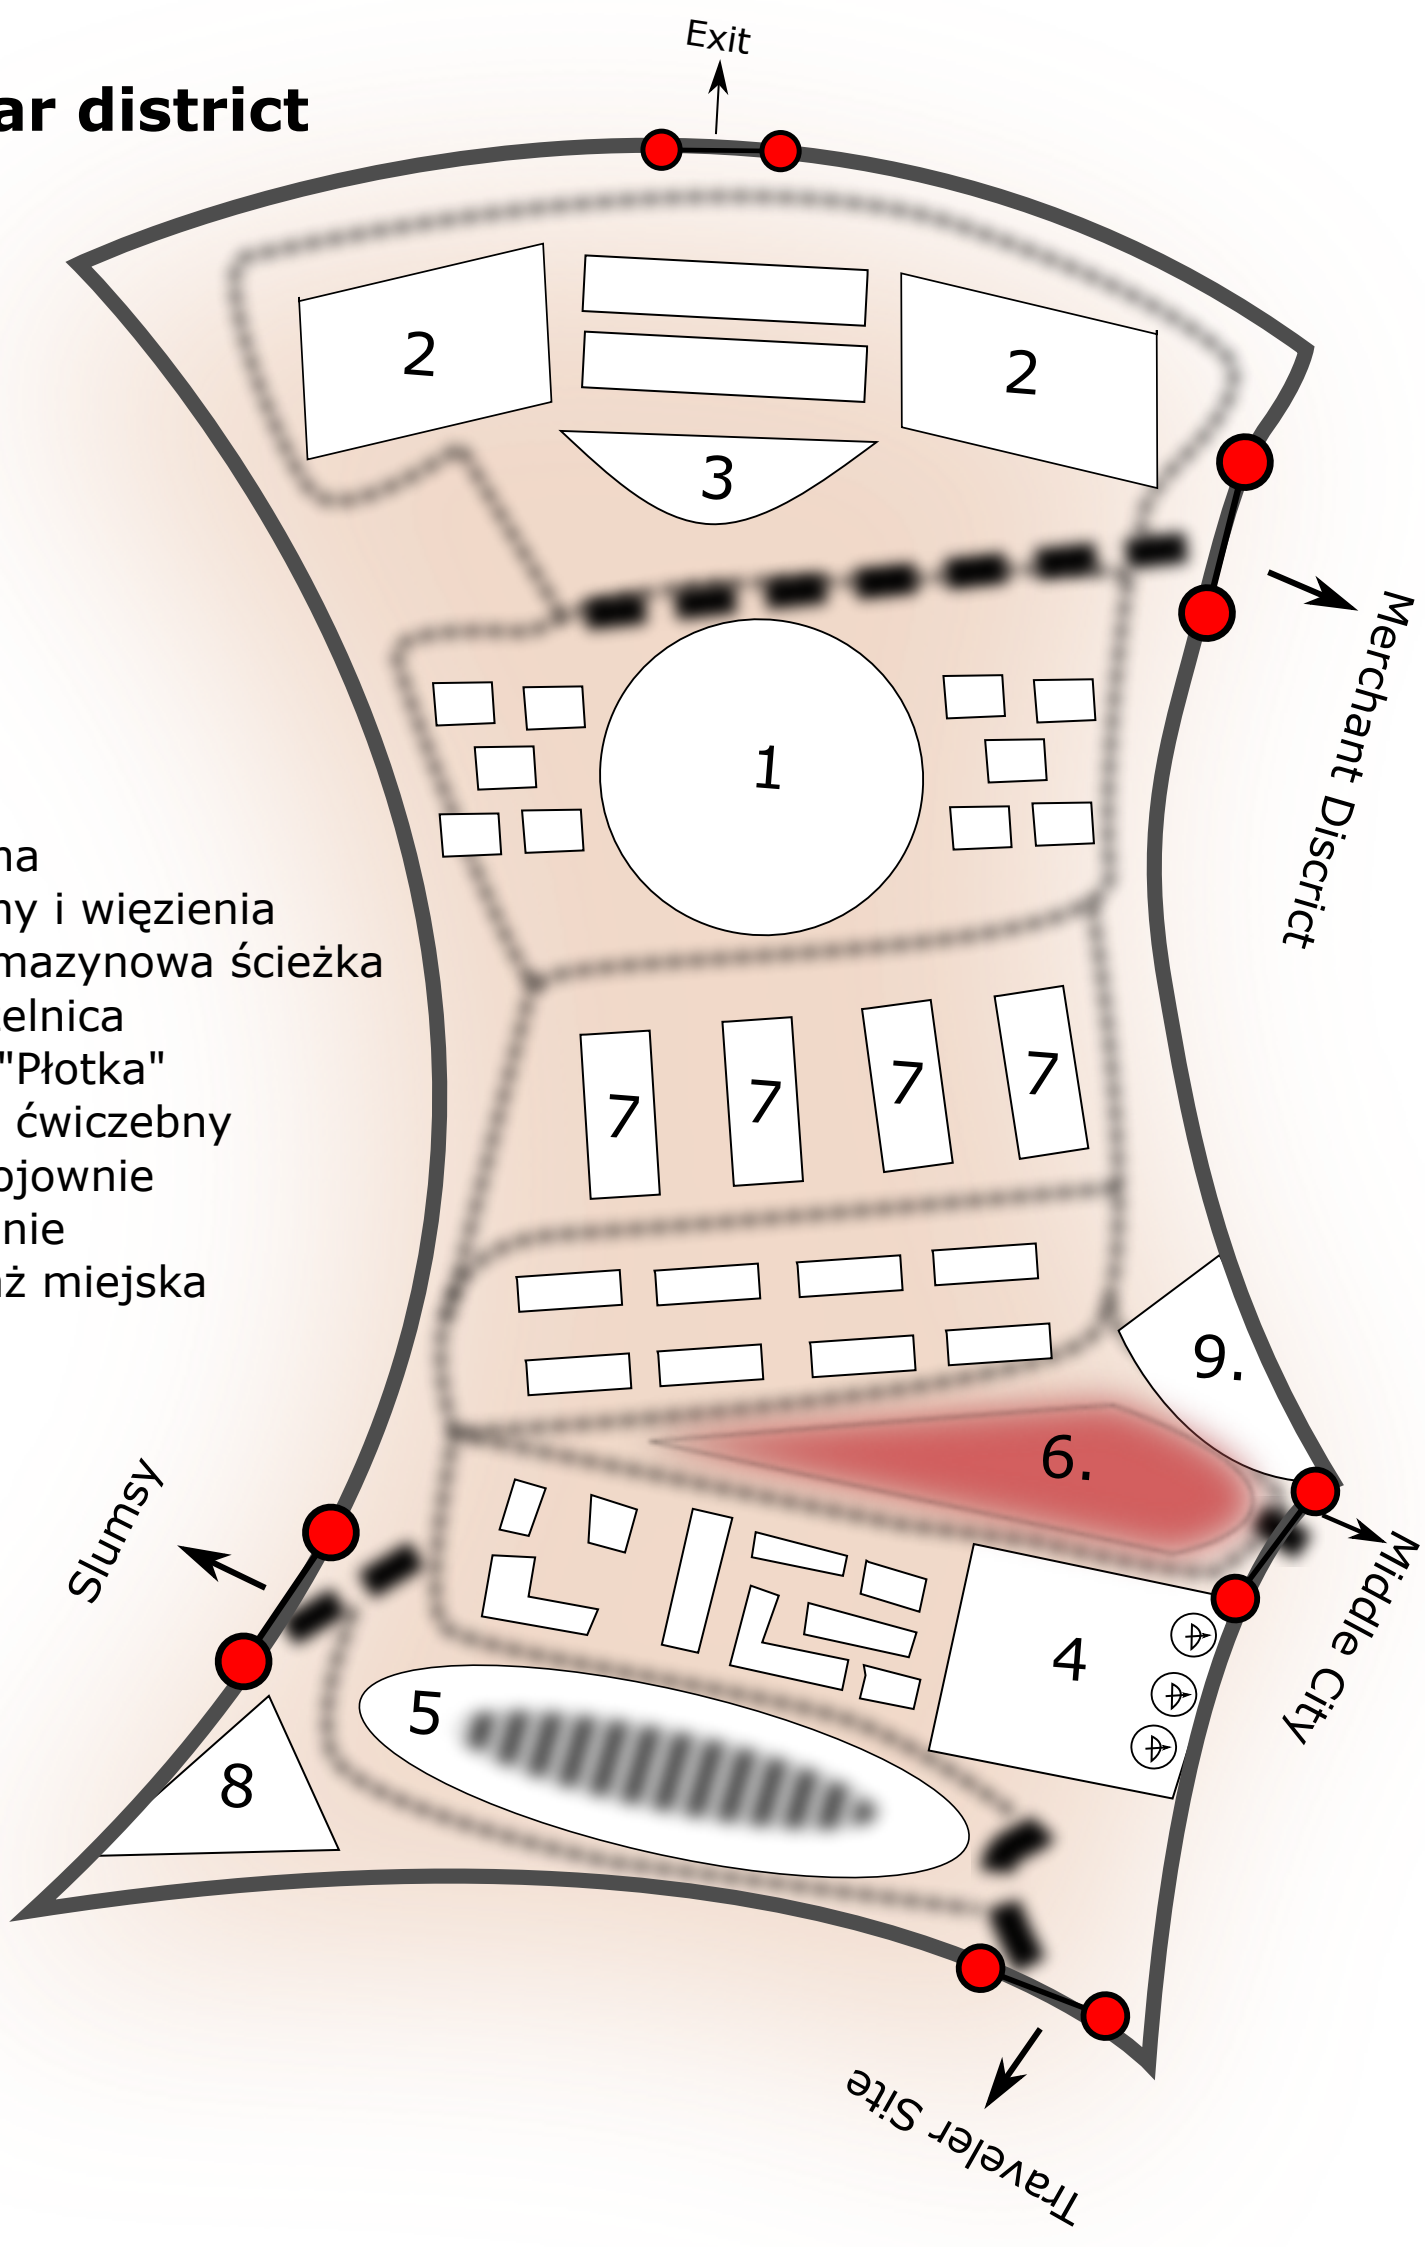 Exit
ar district
2
2
3
Merchant Discrict
1
na
ny i więzienia
mazynowa ścieżka
elnica
"Płotka"
ćwiczebny
ojownie
nie
aż miejska
7
7
7
7
9.
6.
Slumsy
Middle City
4
5
8
Traveler Site